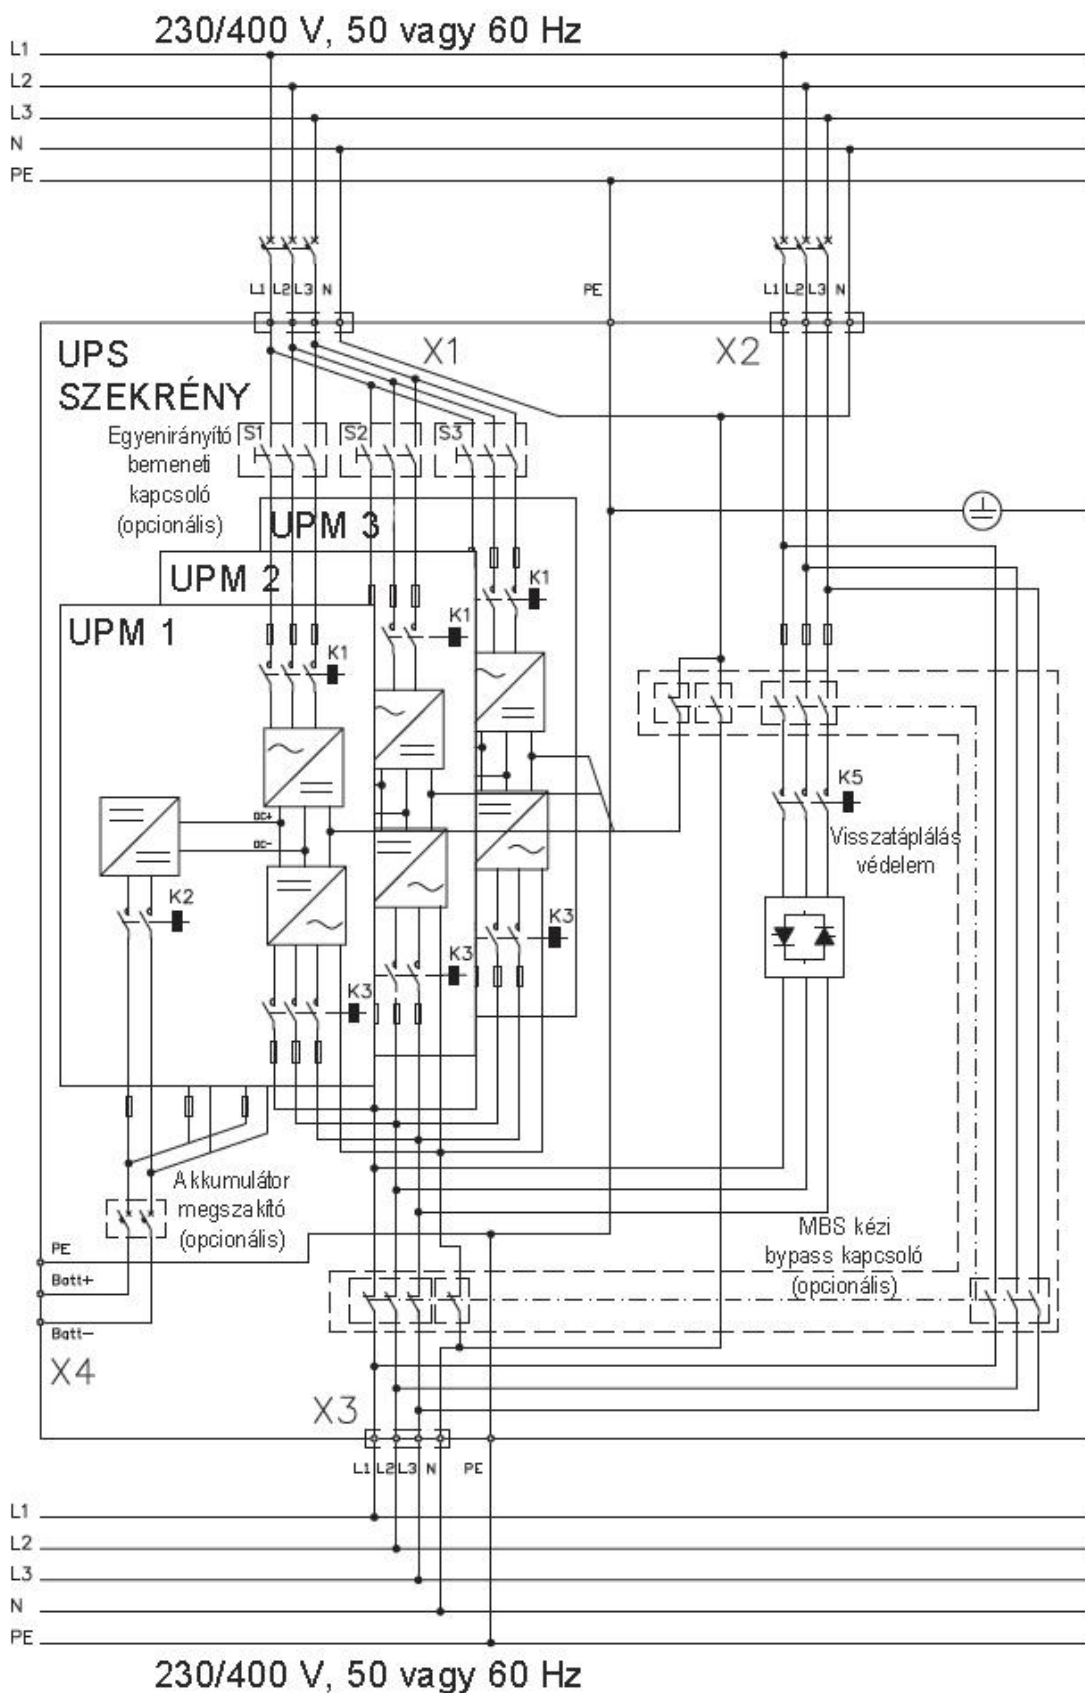 230/400 V, 50 vagy 60 Hz
L1
L2
L3
N
PE
L1 L2 L3 N
PE
L1 L2 L3 N
UPS
SZEKRÉNY
X1
X2
Egyenirányító
bemeneti
kapcsoló
(opcionális)
S1
S2
S3
UPM 3
UPM 2
UPM 1
K1
K1
K1
K5
Visszatáplálás
védelem
DC+
DC-
K2
K3
K3
K3
Akkumulátor
megszakító
(opcionális)
MBS kézi
bypass kapcsoló
(opcionális)
PE
Batt+
Batt-
X4
X3
L1 L2 L3 N PE
L1
L2
L3
N
PE
230/400 V, 50 vagy 60 Hz